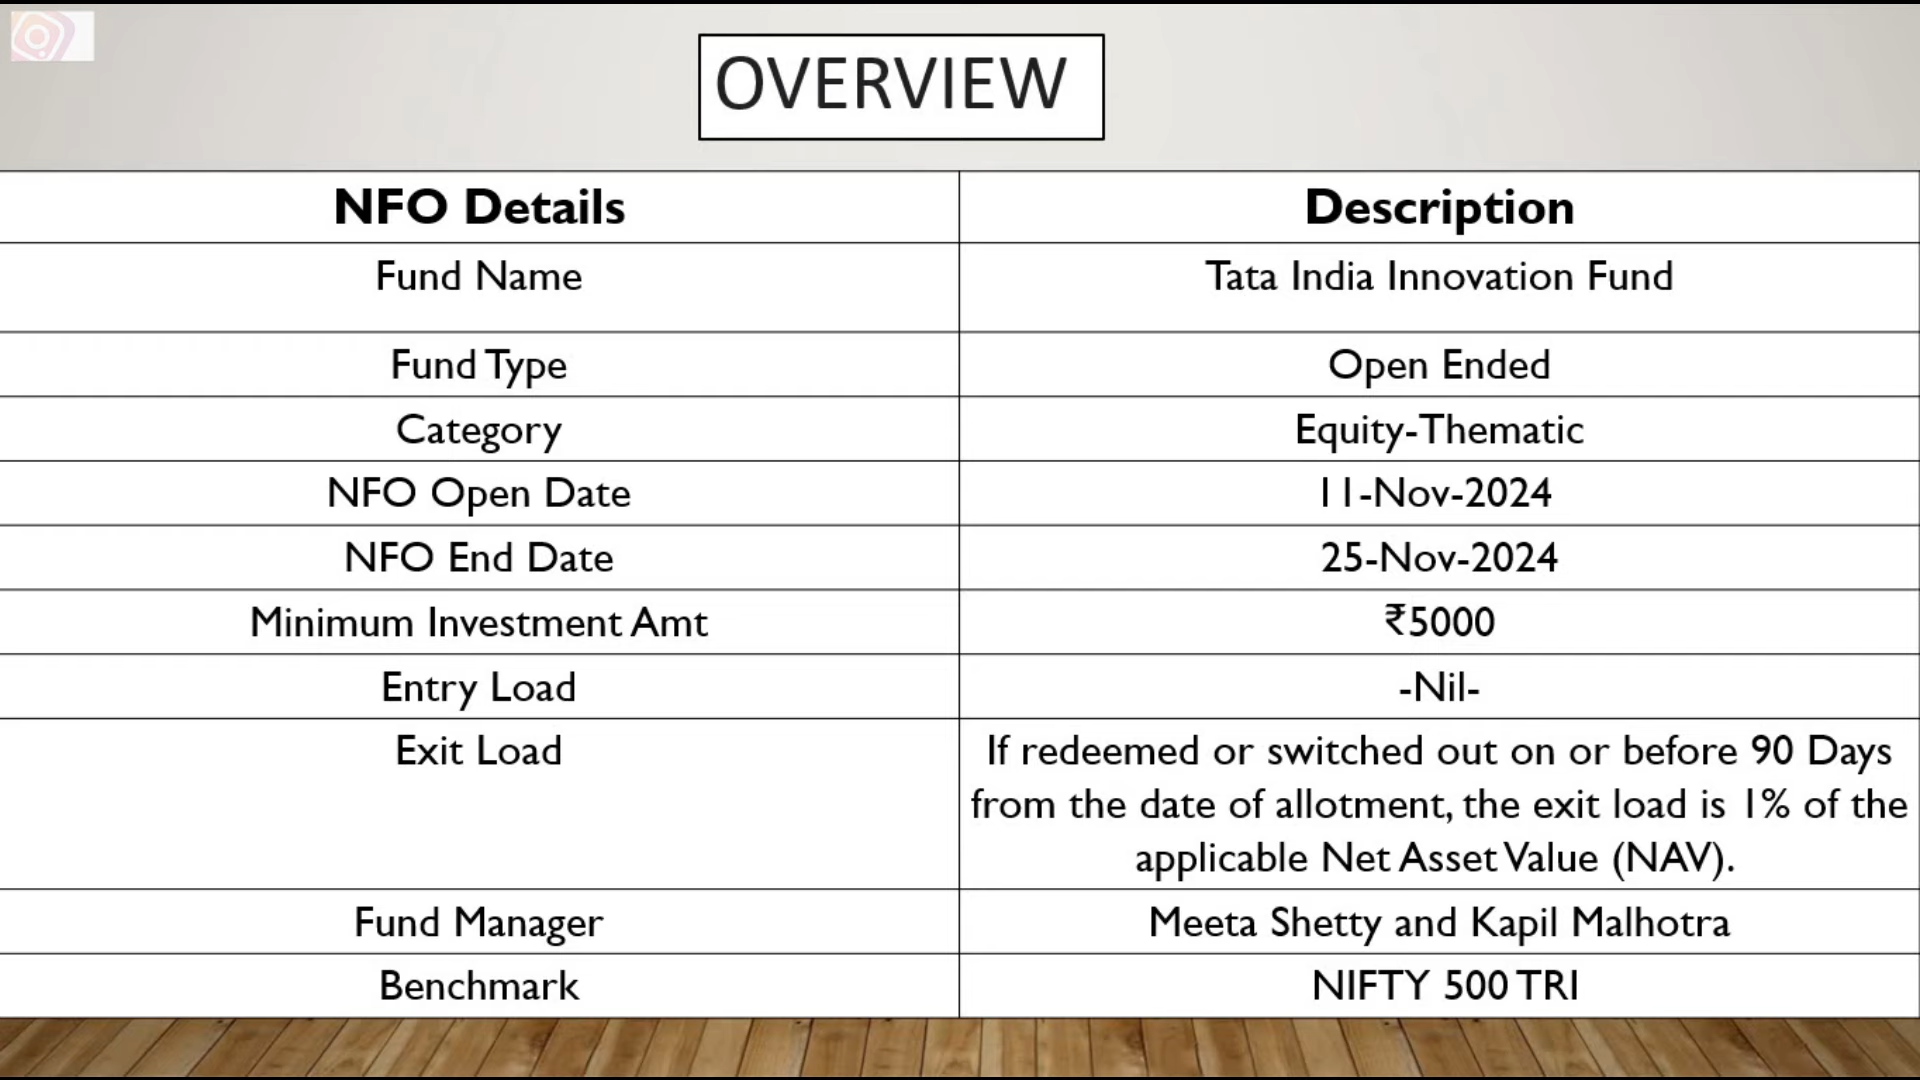 OVERVIEW
NFO Details
Description
Fund Name
Tata India Innovation Fund
Fund Type
Open Ended
Category
Equity-Thematic
NFO Open Date
11-Nov-2024
NFO End Date
25-Nov-2024
Minimum Investment Amt
₹5000
Entry Load
-Nil-
Exit Load
If redeemed or switched out on or before 90 Days
from the date of allotment, the exit load is 1% of the
applicable Net Asset Value (NAV).
Fund Manager
Meeta Shetty and Kapil Malhotra
Benchmark
NIFTY 500 TRI